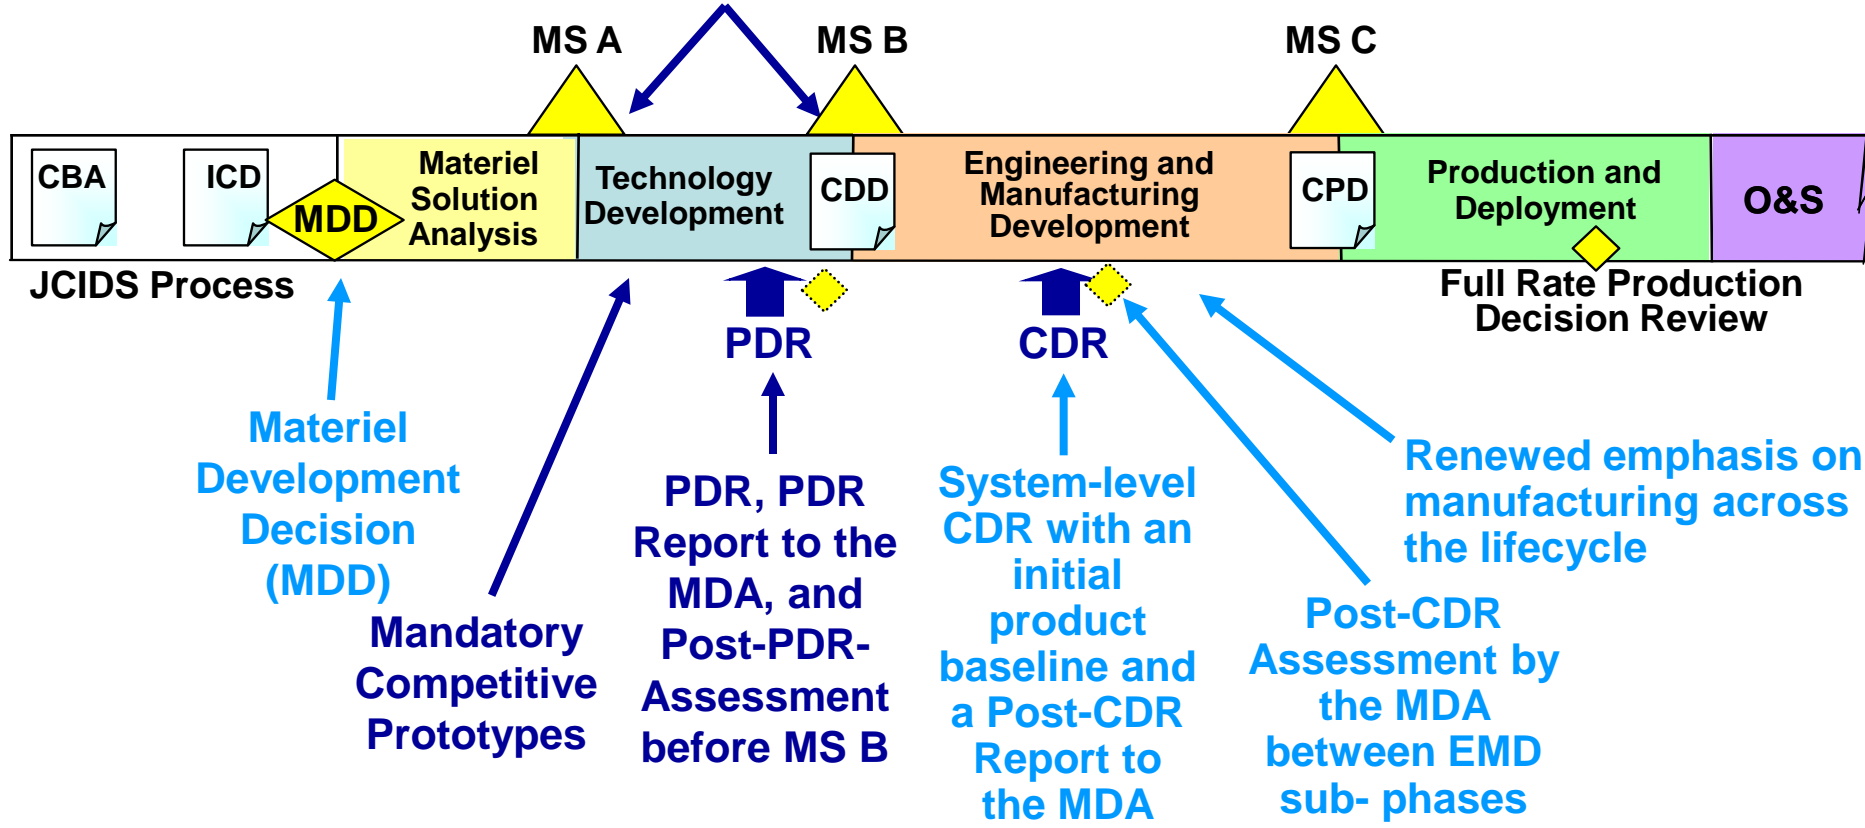 MS A
MS B
MS C
CBA
ICD
MDD
Materiel
Solution
Analysis
Technology
Development
CDD
Engineering and
Manufacturing
Development
CPD
Production and
Deployment
O&S
JCIDS Process
PDR
CDR
Full Rate Production
Decision Review
Materiel
Development
Decision
(MDD)
Mandatory
Competitive
Prototypes
PDR, PDR
Report to the
MDA, and
Post-PDR-
Assessment
before MS B
System-level
CDR with an
initial
product
baseline and
a Post-CDR
Report to
the MDA
Post-CDR
Assessment by
the MDA
between EMD
sub- phases
Renewed emphasis on
manufacturing across
the lifecycle